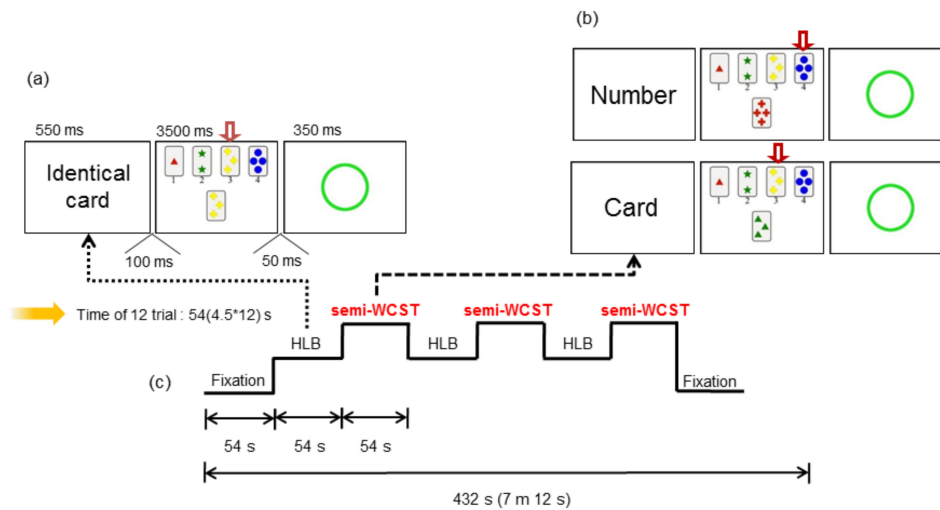 (a)
550 ms
3500 ms
350 ms
Identical
card
1 2 3 4
100 ms
50 ms
(b)
Number
1 2 3 4
Card
1 2 3 4
Time of 12 trial : 54(4.5*12) s
semi-WCST
semi-WCST
semi-WCST
HLB
HLB
HLB
(c)
Fixation
Fixation
54 s
54 s
54 s
432 s (7 m 12 s)